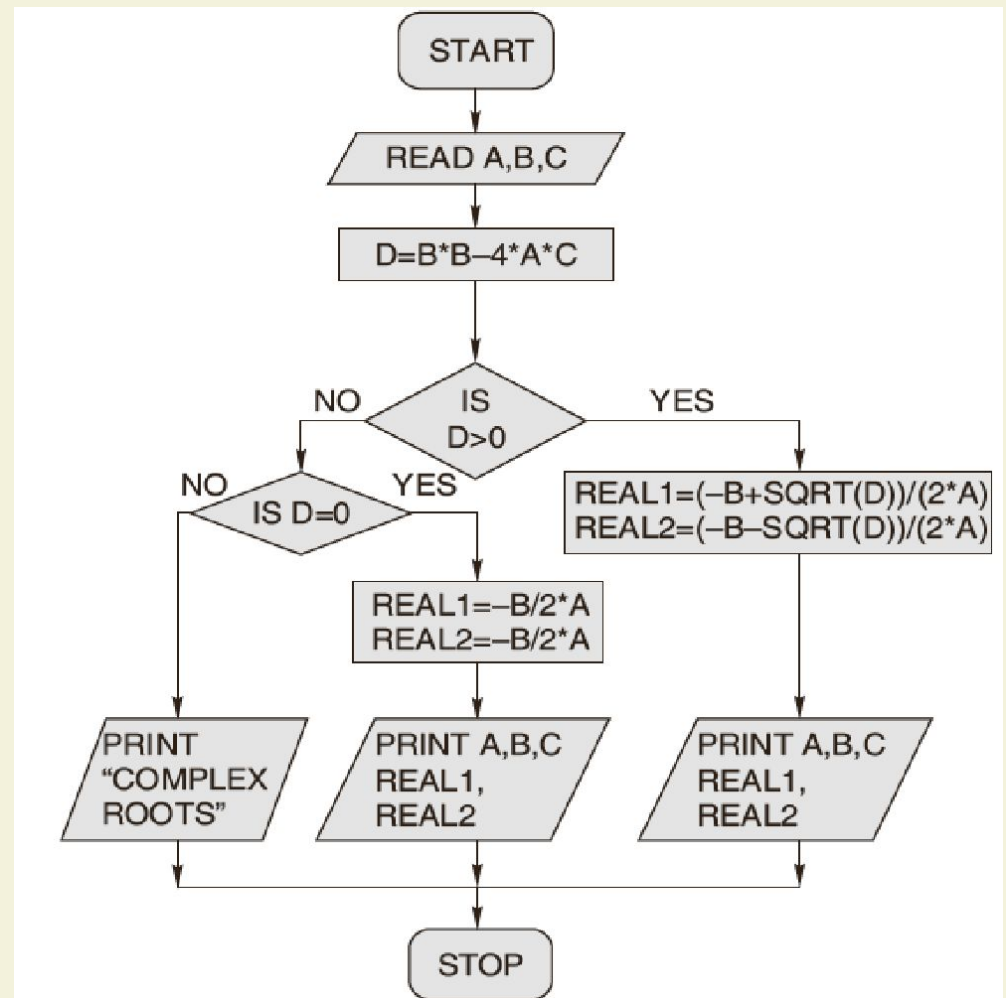 START
READ A,B,C
D=B*B–4*A*C
IS
D>0
NO
YES
IS D=0
NO
YES
REAL1=(–B+SQRT(D))/(2*A)
REAL2=(–B–SQRT(D))/(2*A)
REAL1=–B/2*A
REAL2=–B/2*A
PRINT
“COMPLEX
ROOTS”
PRINT A,B,C
REAL1,
REAL2
PRINT A,B,C
REAL1,
REAL2
STOP